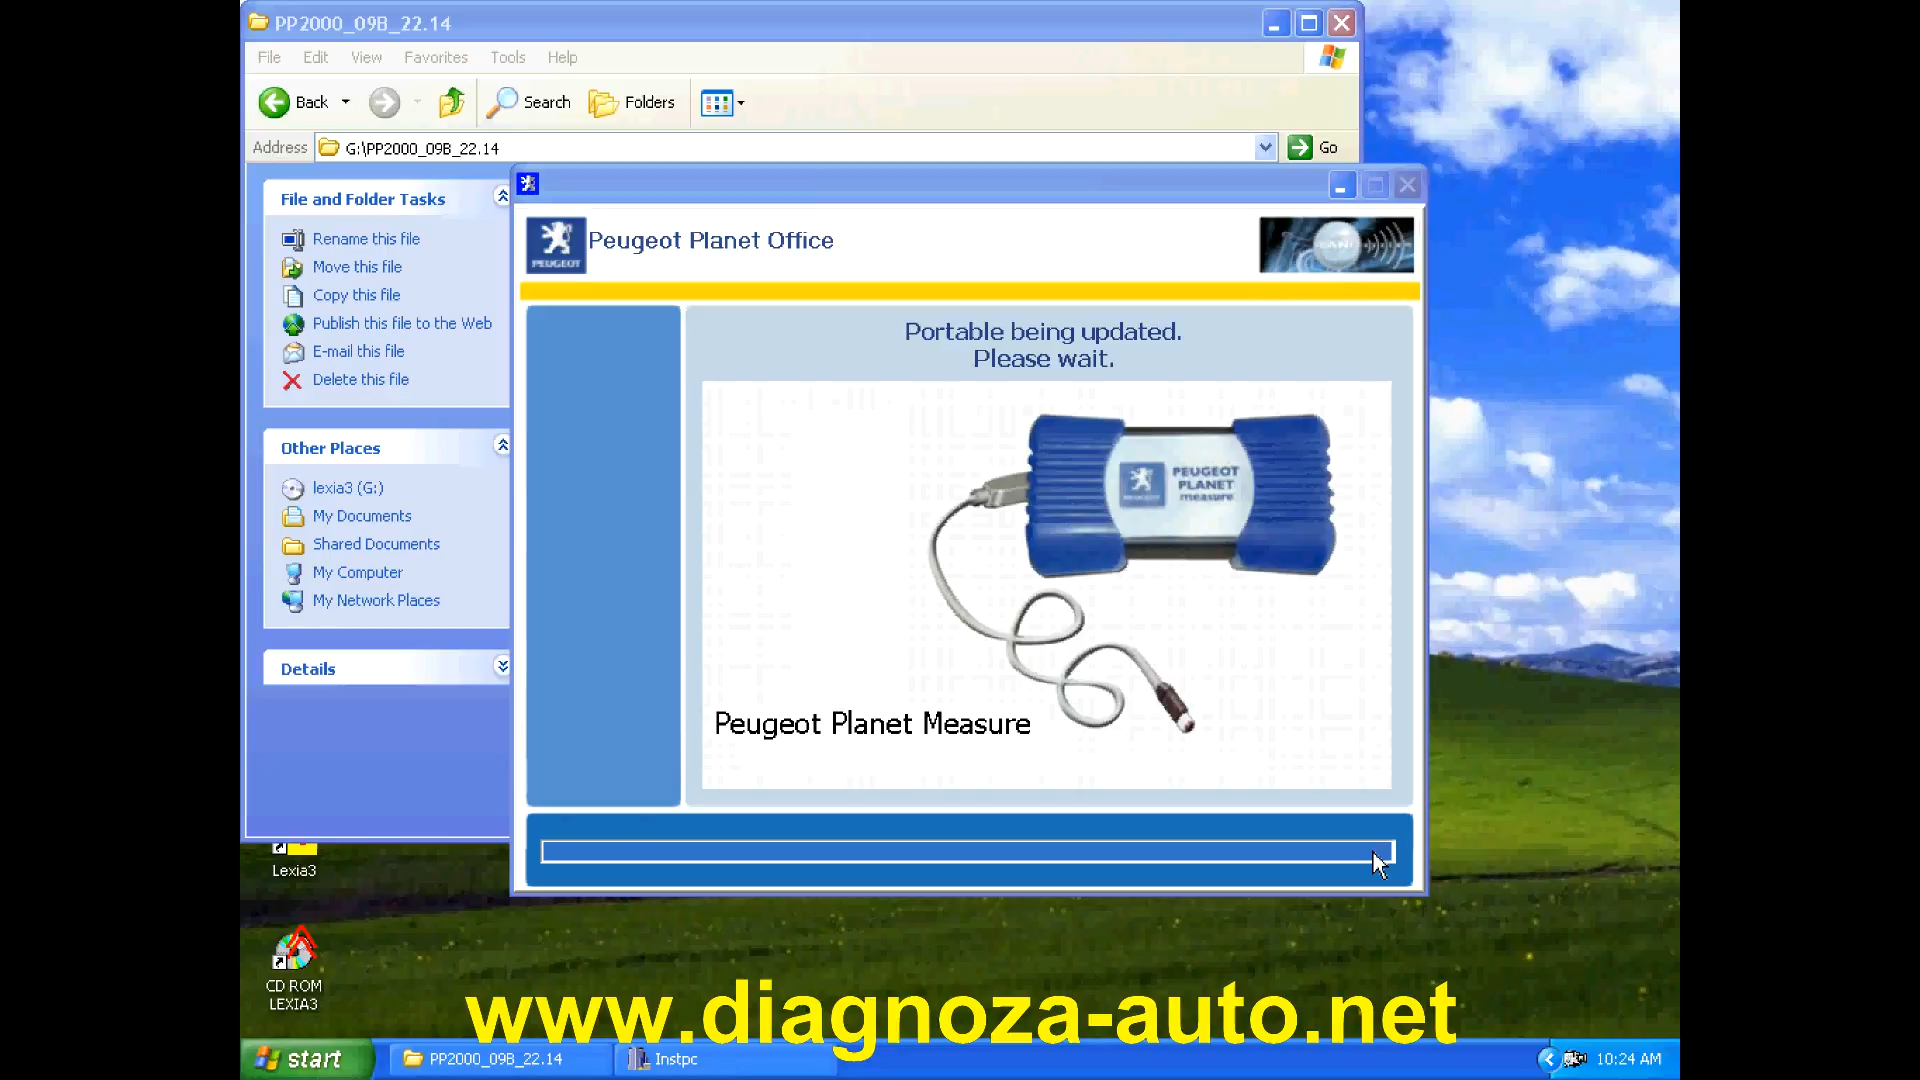 PP2000_09B_22.14
File Edit View Favorites Tools Help
Back Search Folders
Address G:\PP2000_09B_22.14 Go
File and Folder Tasks
Rename this file
Move this file
Copy this file
Publish this file to the Web
E-mail this file
Delete this file
Other Places
lexia3 (G:)
My Documents
Shared Documents
My Computer
My Network Places
Details
PEUGEOT
Peugeot Planet Office
Portable being updated.
Please wait.
PEUGEOT
PLANET
measure
Peugeot Planet Measure
Lexia3
CD ROM
LEXIA3
www.diagnoza-auto.net
start PP2000_09B_22.14 Instpc 10:24 AM